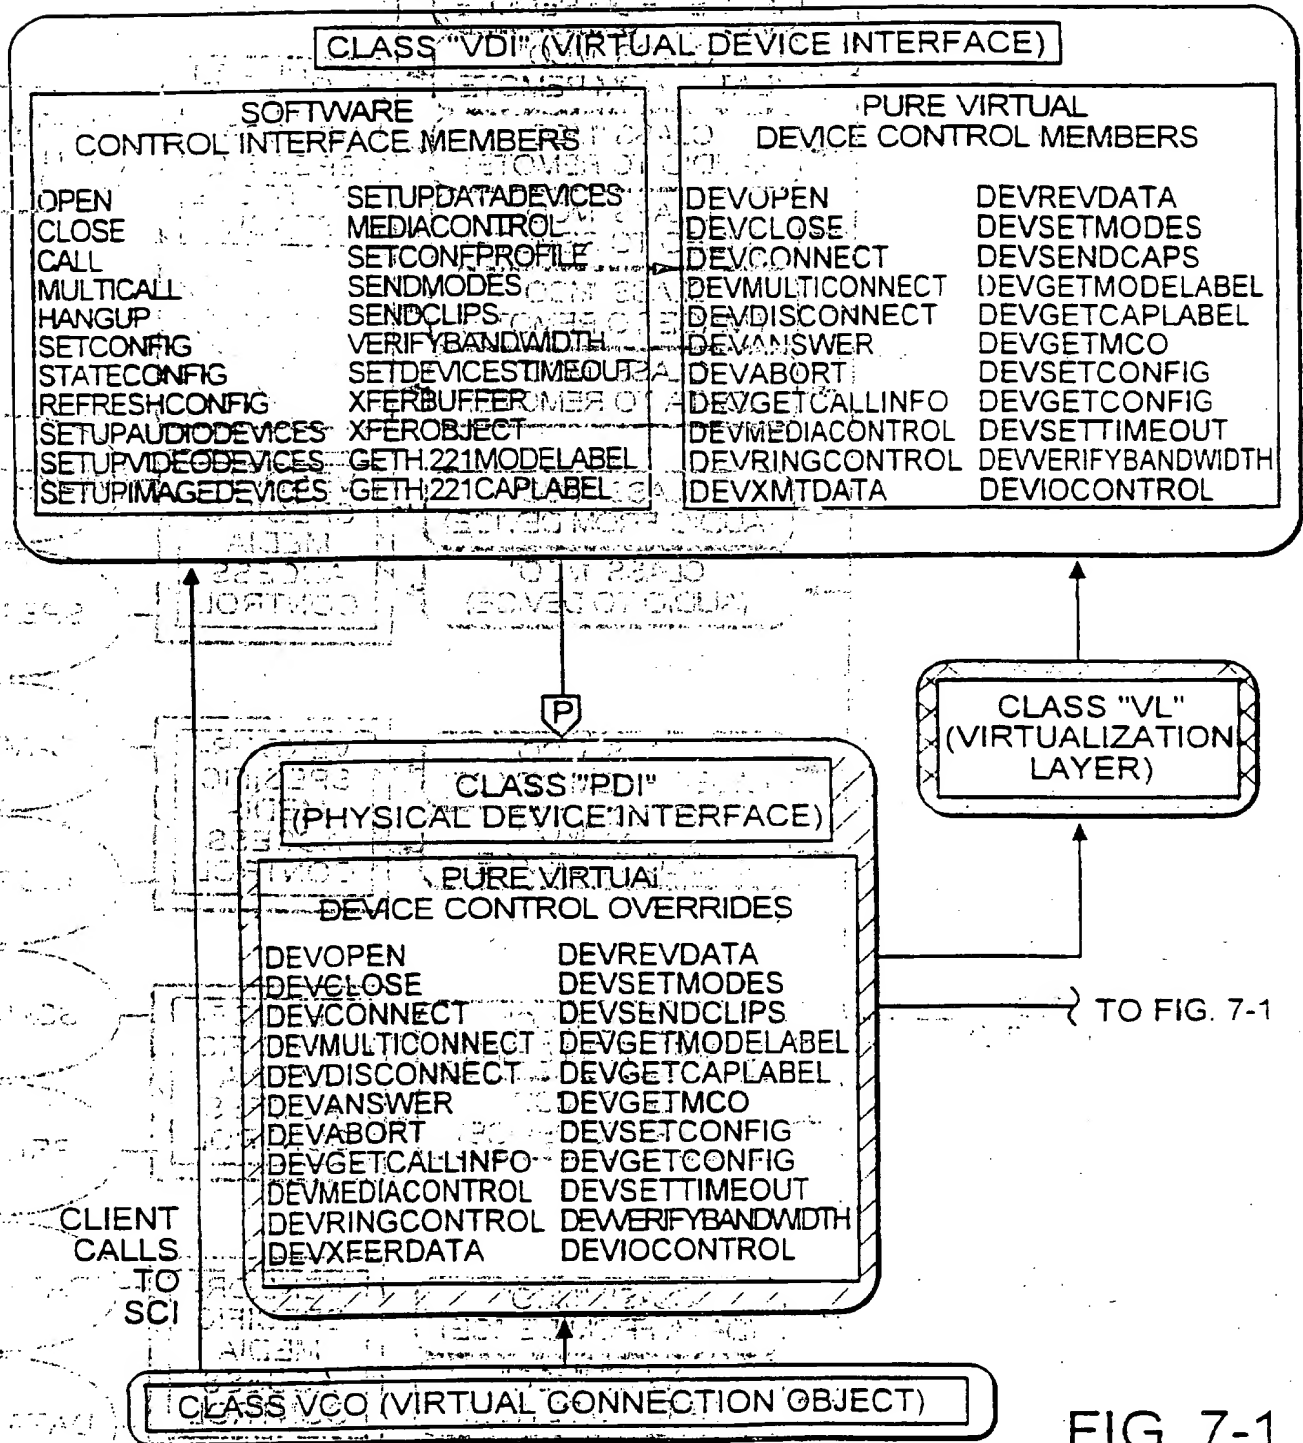 CLASS "VDI" (VIRTUAL DEVICE INTERFACE)
SOFTWARE
CONTROL INTERFACE MEMBERS
OPEN
CLOSE
CALL
MULTICALL
HANGUP
SETCONFIG
STATECONFIG
REFRESHCONFIG
SETUPAUDIODEVICES
SETUPVIDEODEVICES
SETUPIMAGEDEVICES
SETUPDATADEVICES
MEDIACONTROL
SETCONFPROFILE
SENDMODES
SENDCLIPS
VERIFYBANDWIDTH
SETDEVICESTIMEOUT
XFERBUFFER
XFEROBJECT
GETH.221MODELABEL
GETH.221CAPLABEL
PURE VIRTUAL
DEVICE CONTROL MEMBERS
DEVOPEN
DEVCLOSE
DEVCONNECT
DEVMULTICONNECT
DEVDISCONNECT
DEVANSWER
DEVABORT
DEVGETCALLINFO
DEVMEDIACONTROL
DEVRINGCONTROL
DEVXMTDATA
DEVREVDATA
DEVSETMODES
DEVSENDCAPS
DEVGETMODELABEL
DEVGETCAPLABEL
DEVGETMCO
DEVSETCONFIG
DEVGETCONFIG
DEVSETTIMEOUT
DEVVERIFYBANDWIDTH
DEVIOCONTROL
P
CLASS "VL"
(VIRTUALIZATION
LAYER)
CLASS "PDI"
(PHYSICAL DEVICE INTERFACE)
PURE VIRTUAL
DEVICE CONTROL OVERRIDES
DEVOPEN
DEVCLOSE
DEVCONNECT
DEVMULTICONNECT
DEVDISCONNECT
DEVANSWER
DEVABORT
DEVGETCALLINFO
DEVMEDIACONTROL
DEVRINGCONTROL
DEVXFERDATA
DEVREVDATA
DEVSETMODES
DEVSENDCLIPS
DEVGETMODELABEL
DEVGETCAPLABEL
DEVGETMCO
DEVSETCONFIG
DEVGETCONFIG
DEVSETTIMEOUT
DEVVERIFYBANDWIDTH
DEVIOCONTROL
TO FIG. 7-1
CLIENT
CALLS
TO
SCI
CLASS VCO (VIRTUAL CONNECTION OBJECT)
FIG. 7-1